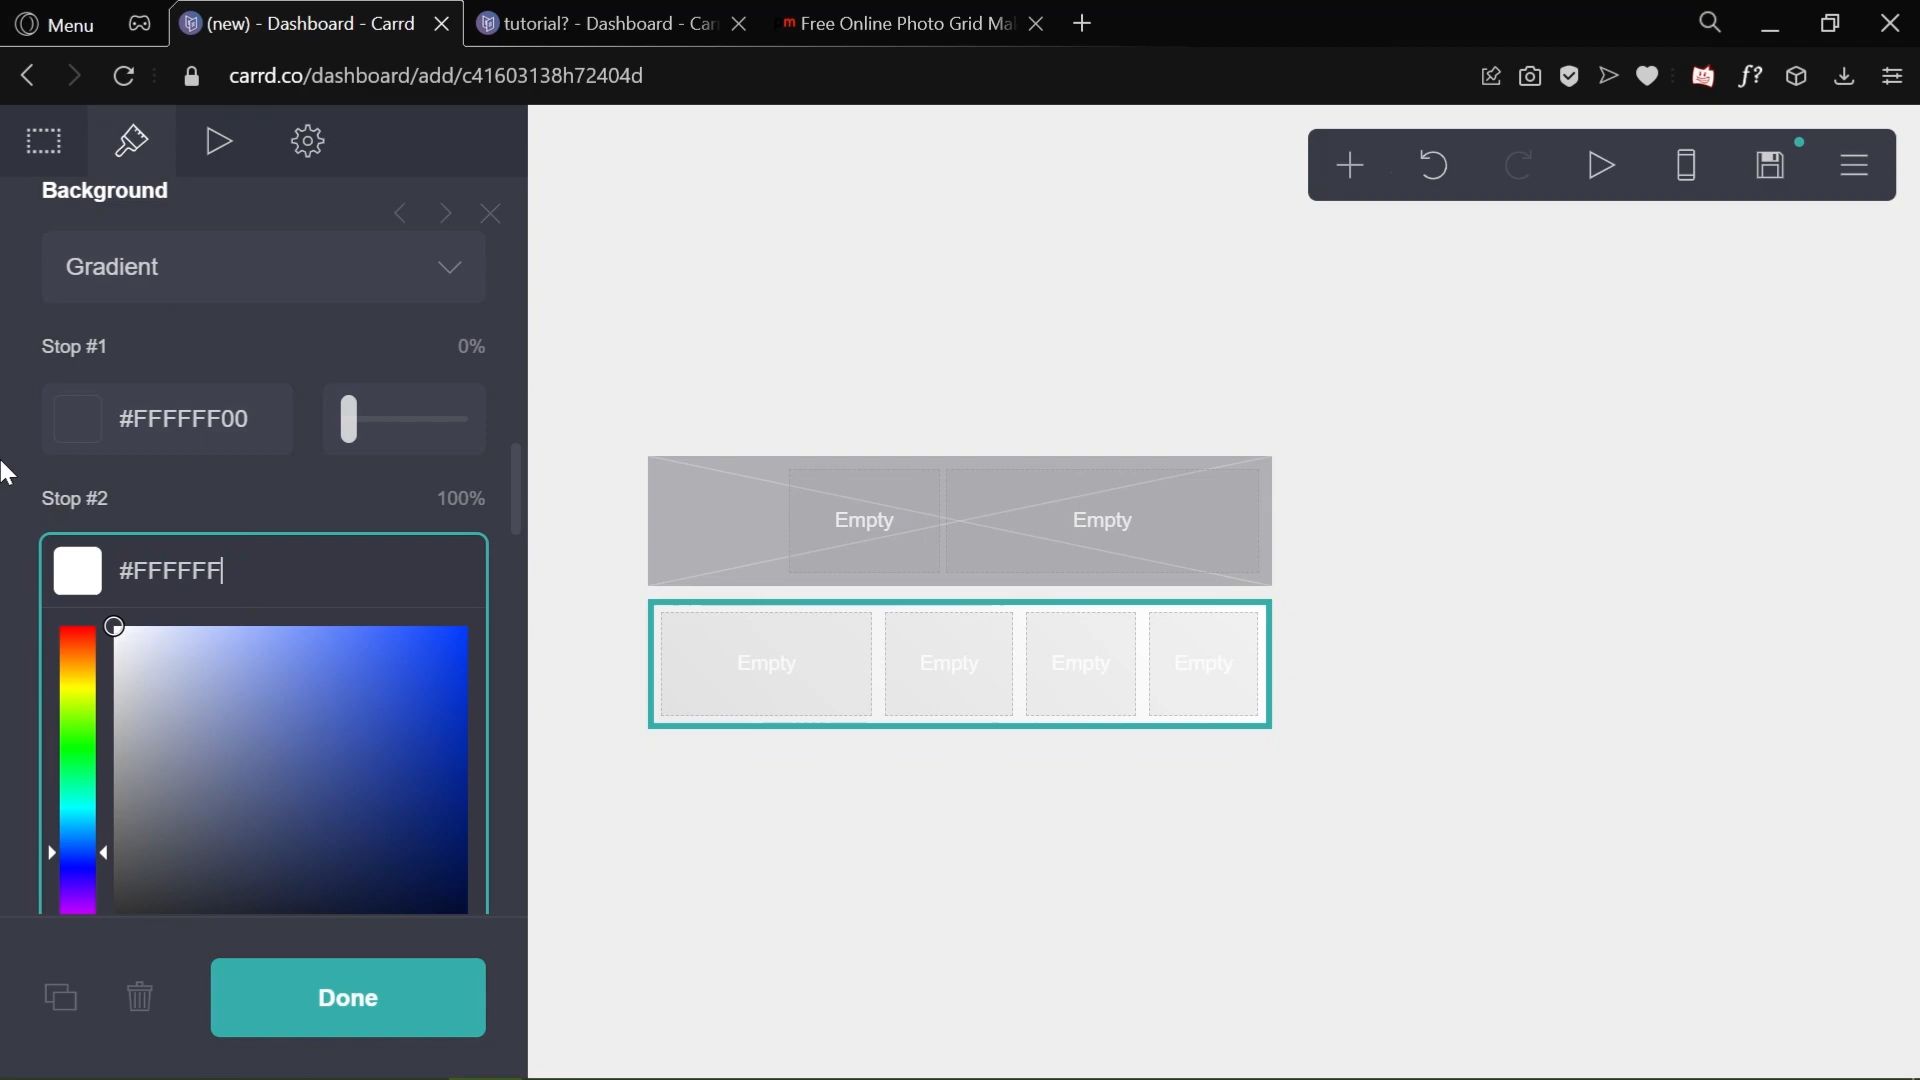 Menu
(new) - Dashboard - Carrd
tutorial? - Dashboard - Car
m Free Online Photo Grid Mal
carrd.co/dashboard/add/c41603138h72404d
f?
Background
Gradient
Stop #1 0%
#FFFFFF00
Stop #2 100%
#FFFFFF
Done
Empty Empty
Empty Empty Empty Empty